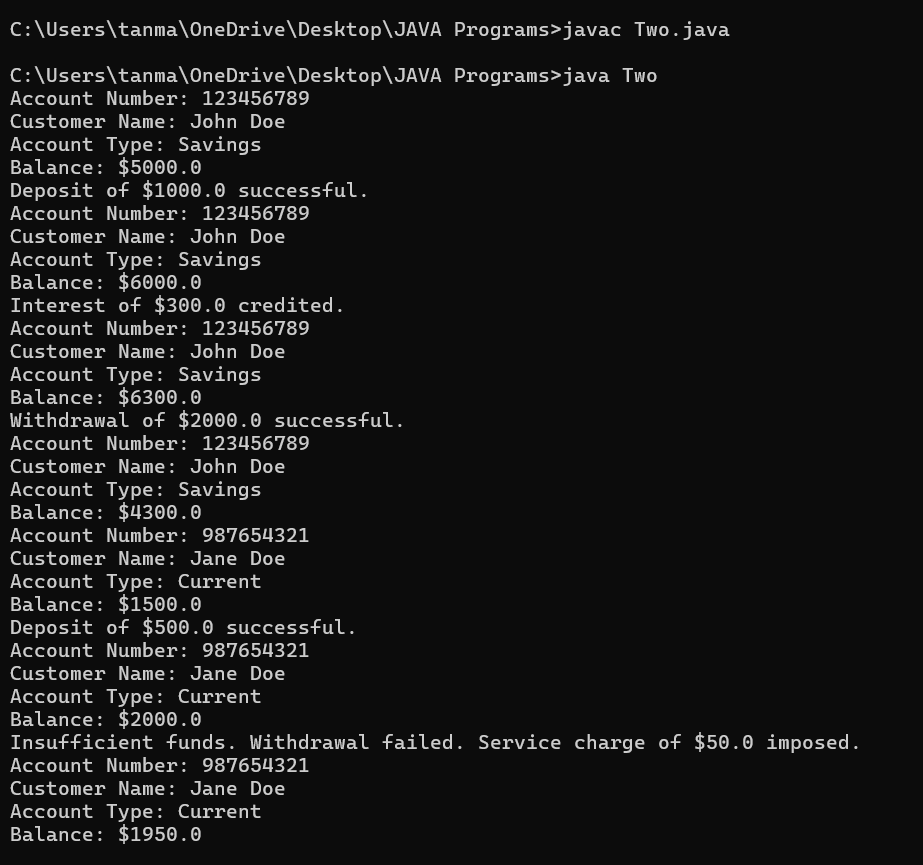 C:\Users\tanma\OneDrive\Desktop\JAVA Programs>javac Two.java
C:\Users\tanma\OneDrive\Desktop\JAVA Programs>java Two
Account Number: 123456789
Customer Name: John Doe
Account Type: Savings
Balance: $5000.0
Deposit of $1000.0 successful.
Account Number: 123456789
Customer Name: John Doe
Account Type: Savings
Balance: $6000.0
Interest of $300.0 credited.
Account Number: 123456789
Customer Name: John Doe
Account Type: Savings
Balance: $6300.0
Withdrawal of $2000.0 successful.
Account Number: 123456789
Customer Name: John Doe
Account Type: Savings
Balance: $4300.0
Account Number: 987654321
Customer Name: Jane Doe
Account Type: Current
Balance: $1500.0
Deposit of $500.0 successful.
Account Number: 987654321
Customer Name: Jane Doe
Account Type: Current
Balance: $2000.0
Insufficient funds. Withdrawal failed. Service charge of $50.0 imposed.
Account Number: 987654321
Customer Name: Jane Doe
Account Type: Current
Balance: $1950.0